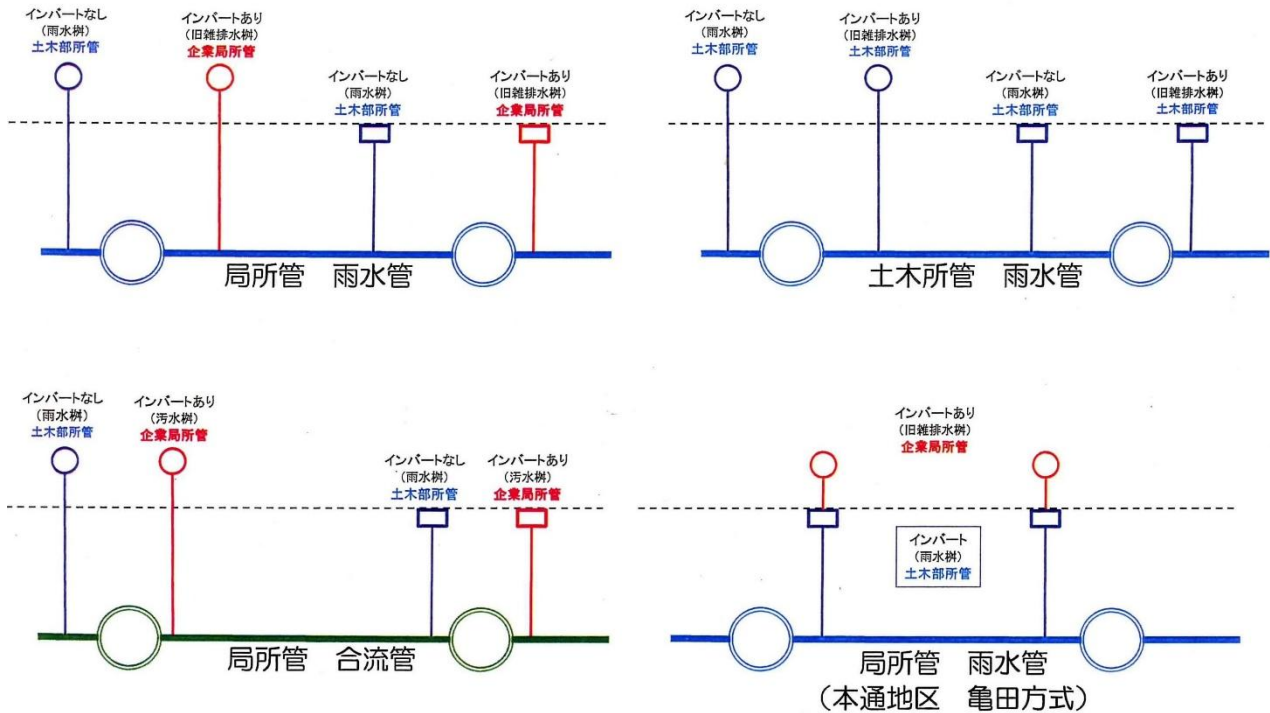 インバートなし
(雨水桝)
土木部所管
インバートあり
(旧雑排水桝)
企業局所管
インバートなし
(雨水桝)
土木部所管
インバートあり
(旧雑排水桝)
企業局所管
局所管 雨水管
インバートなし
(雨水桝)
土木部所管
インバートあり
(旧雑排水桝)
土木部所管
インバートなし
(雨水桝)
土木部所管
インバートあり
(旧雑排水桝)
土木部所管
土木所管 雨水管
インバートなし
(雨水桝)
土木部所管
インバートあり
(汚水桝)
企業局所管
インバートなし
(雨水桝)
土木部所管
インバートあり
(汚水桝)
企業局所管
局所管 合流管
インバートあり
(旧雑排水桝)
企業局所管
インバート
(雨水桝)
土木部所管
局所管 雨水管
(本通地区 亀田方式)